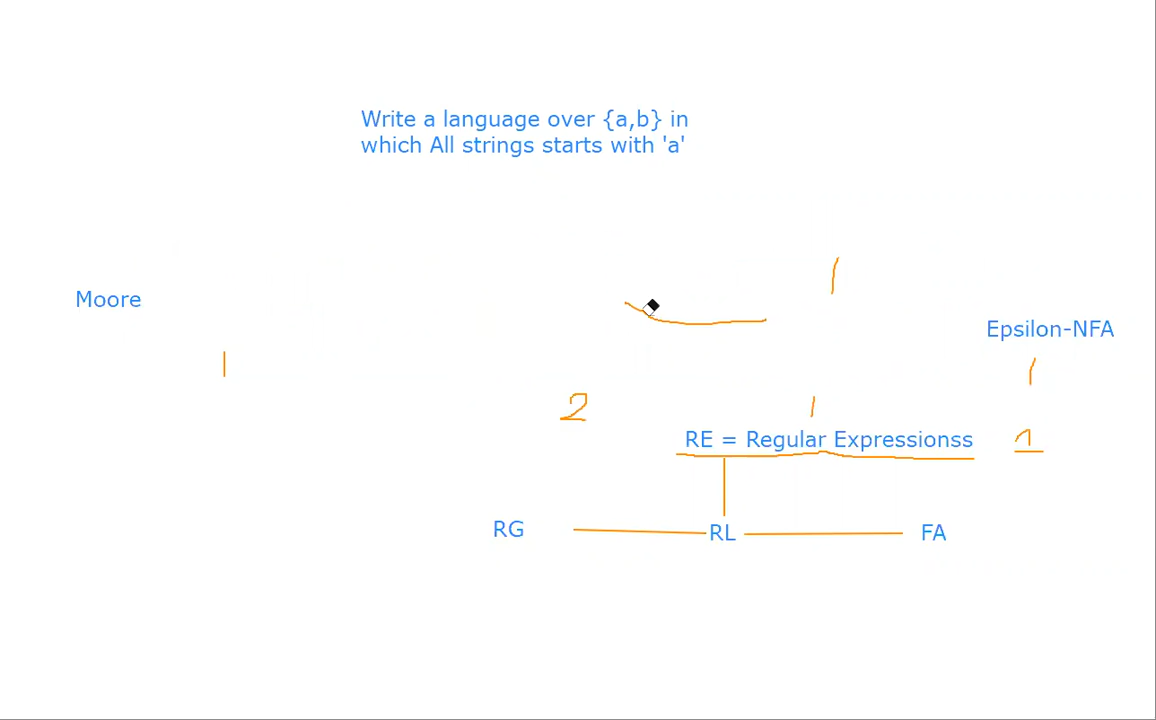 Write a language over {a,b} in
which All strings starts with 'a'
Moore
Epsilon-NFA
2
RE = Regular Expressionss
1
RG
RL
FA